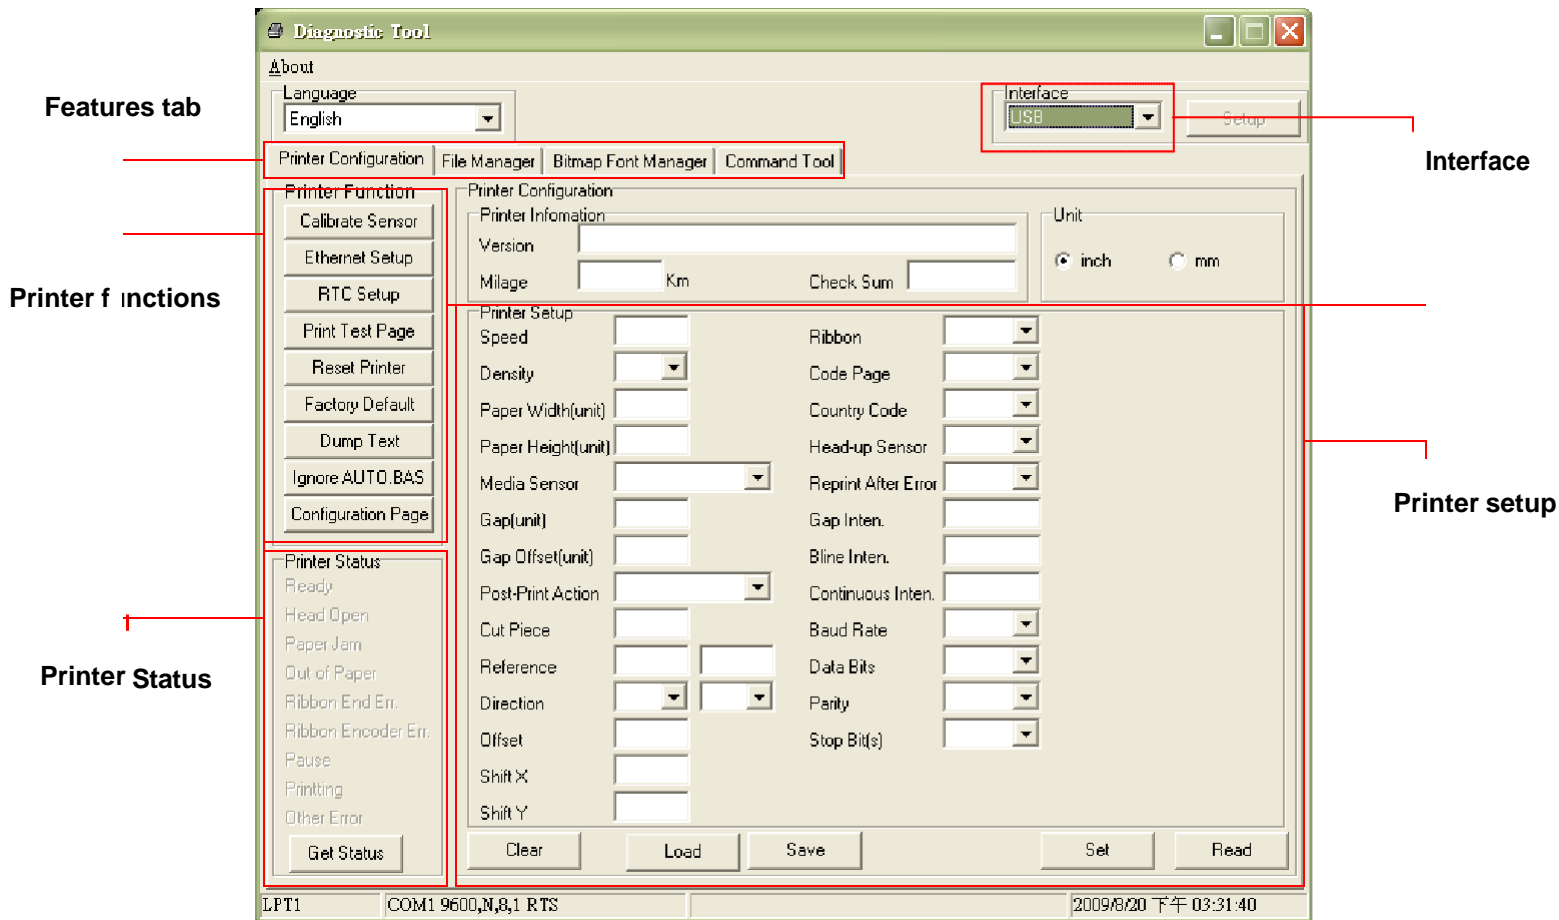 Diagnostic Tool
About
Features tab
Language
English
Interface
USB
Setup
Interface
Printer Configuration File Manager Bitmap Font Manager Command Tool
Printer Function
Calibrate Sensor
Ethernet Setup
RTC Setup
Print Test Page
Reset Printer
Factory Default
Dump Text
Ignore AUTO.BAS
Configuration Page
Printer functions
Printer Configuration
Printer Infomation
Version
Milage Km Check Sum
Unit
inch mm
Printer Setup
Speed Ribbon
Density Code Page
Paper Width(unit) Country Code
Paper Height(unit) Head-up Sensor
Media Sensor Reprint After Error
Gap(unit) Gap Inten.
Gap Offset(unit) Bline Inten.
Post-Print Action Continuous Inten.
Cut Piece Baud Rate
Reference Data Bits
Direction Parity
Offset Stop Bit(s)
Shift X
Shift Y
Printer setup
Printer Status
Ready
Head Open
Paper Jam
Out of Paper
Ribbon End Err.
Ribbon Encoder Err.
Pause
Printting
Other Error
Get Status
Printer Status
Clear Load Save Set Read
LPT1 COM1 9600,N,8,1 RTS 2009/8/20 下午 03:31:40